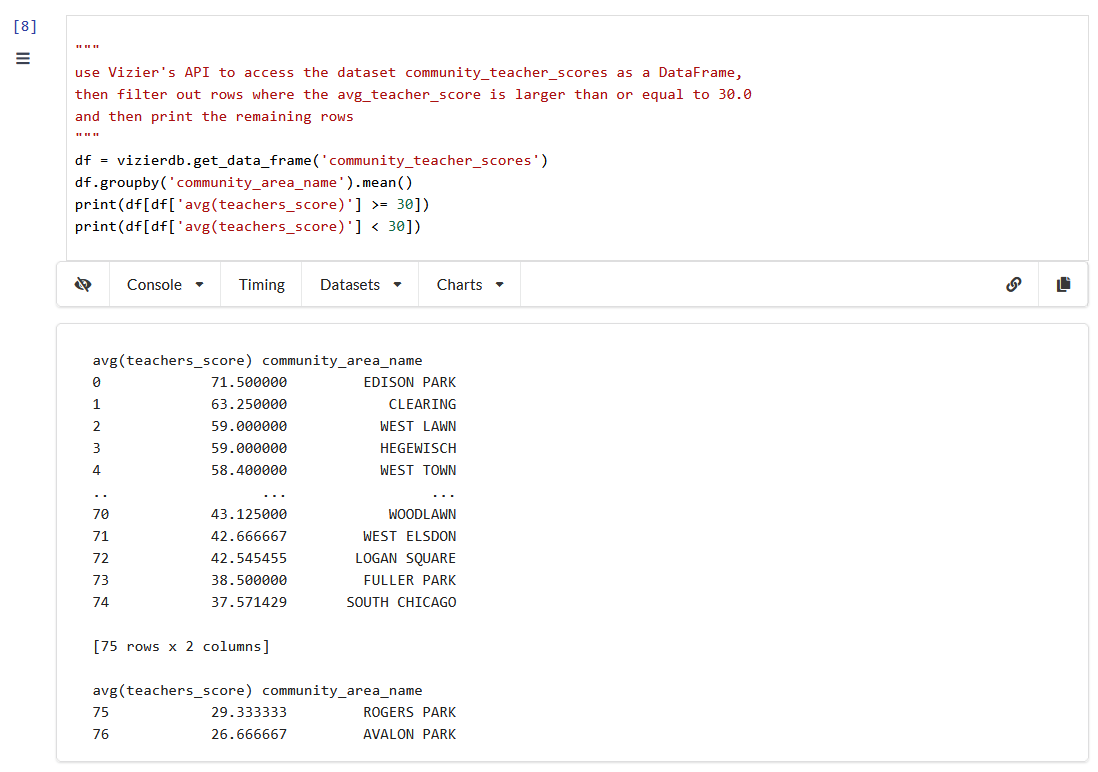 [8]
"""
use Vizier's API to access the dataset community_teacher_scores as a DataFrame,
then filter out rows where the avg_teacher_score is larger than or equal to 30.0
and then print the remaining rows
"""
df = vizierdb.get_data_frame('community_teacher_scores')
df.groupby('community_area_name').mean()
print(df[df['avg(teachers_score)'] >= 30])
print(df[df['avg(teachers_score)'] < 30])
Console Timing Datasets Charts
avg(teachers_score) community_area_name
0 71.500000 EDISON PARK
1 63.250000 CLEARING
2 59.000000 WEST LAWN
3 59.000000 HEGEWISCH
4 58.400000 WEST TOWN
.. ... ...
70 43.125000 WOODLAWN
71 42.666667 WEST ELSDON
72 42.545455 LOGAN SQUARE
73 38.500000 FULLER PARK
74 37.571429 SOUTH CHICAGO
[75 rows x 2 columns]
avg(teachers_score) community_area_name
75 29.333333 ROGERS PARK
76 26.666667 AVALON PARK